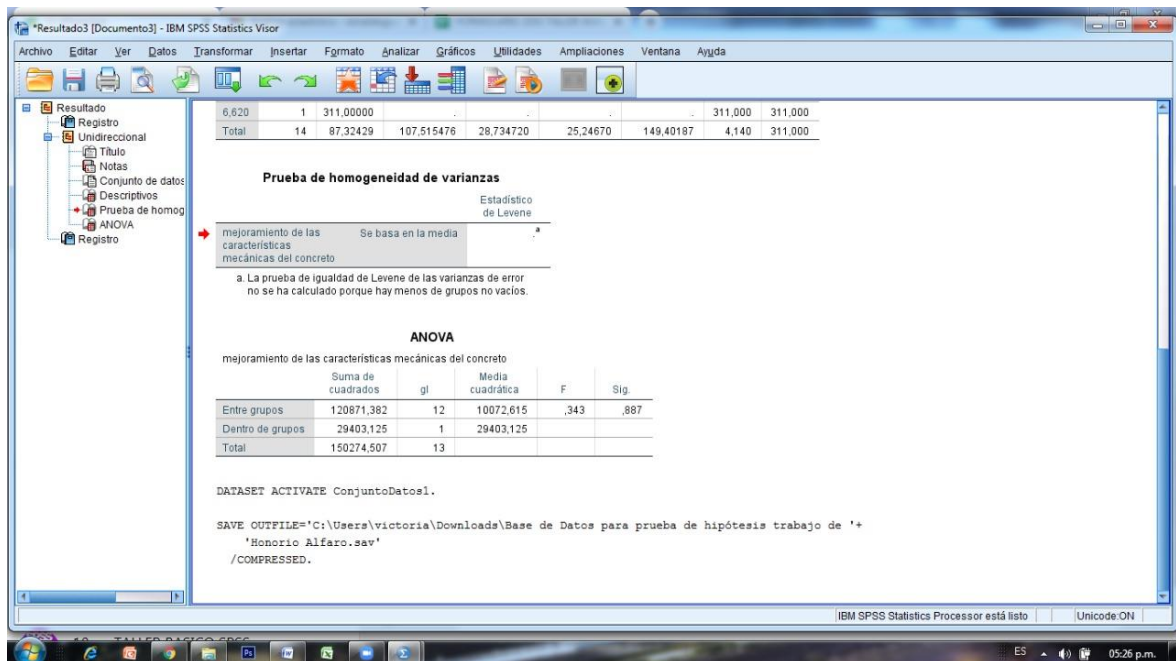 *Resultado3 [Documento3] - IBM SPSS Statistics Visor
Archivo Editar Ver Datos Transformar Insertar Formato Analizar Gráficos Utilidades Ampliaciones Ventana Ayuda
Resultado
Registro
Unidireccional
Título
Notas
Conjunto de datos
Descriptivos
Prueba de homog
ANOVA
Registro
6,620 1 311,00000 . . . . 311,000 311,000
Total 14 87,32429 107,515476 28,734720 25,24670 149,40187 4,140 311,000
Prueba de homogeneidad de varianzas
Estadístico
de Levene
mejoramiento de las Se basa en la media .a
características
mecánicas del concreto
a. La prueba de igualdad de Levene de las varianzas de error
no se ha calculado porque hay menos de grupos no vacíos.
ANOVA
mejoramiento de las características mecánicas del concreto
Suma de
cuadrados gl Media
cuadrática F Sig.
Entre grupos 120871,382 12 10072,615 ,343 ,887
Dentro de grupos 29403,125 1 29403,125
Total 150274,507 13
DATASET ACTIVATE ConjuntoDatos1.
SAVE OUTFILE='C:\Users\victoria\Downloads\Base de Datos para prueba de hipótesis trabajo de '+
'Honorio Alfaro.sav'
/COMPRESSED.
IBM SPSS Statistics Processor está listo Unicode:ON
ES 05:26 p.m.